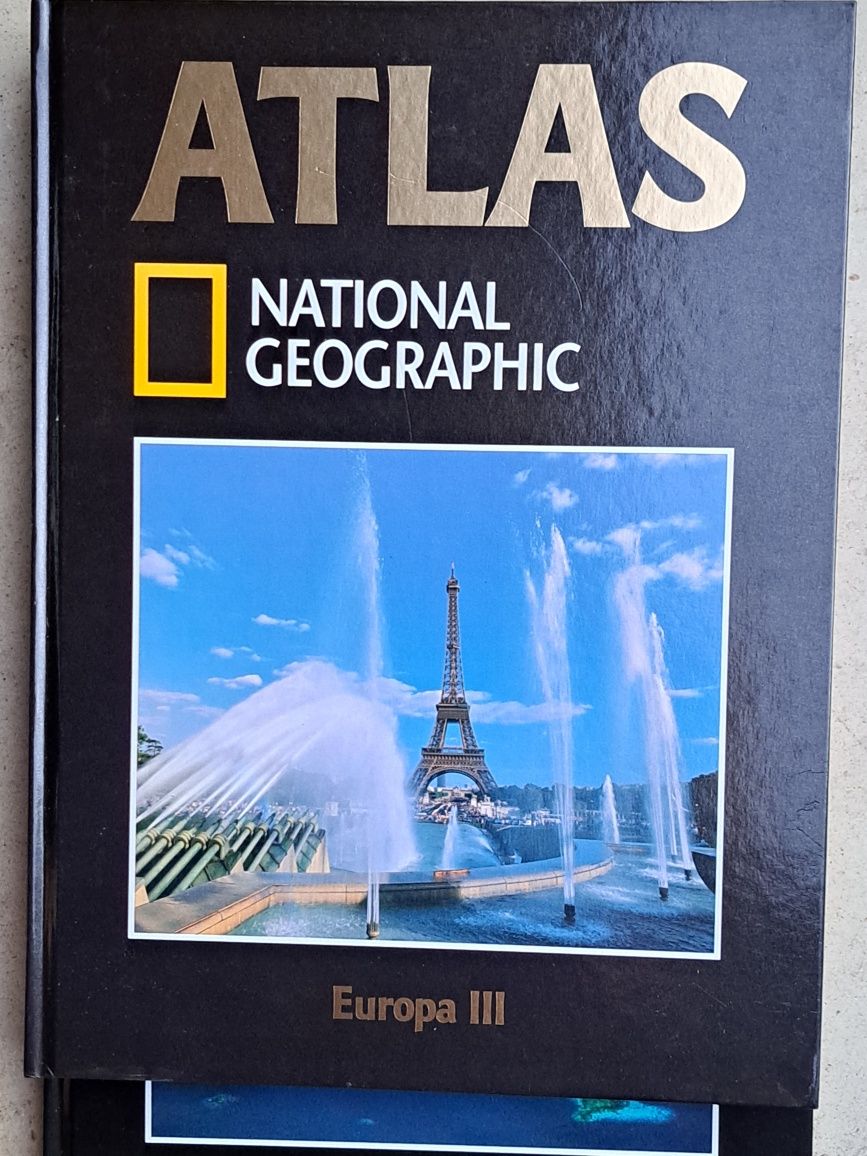 ATLAS
NATIONAL
GEOGRAPHIC
Europa III